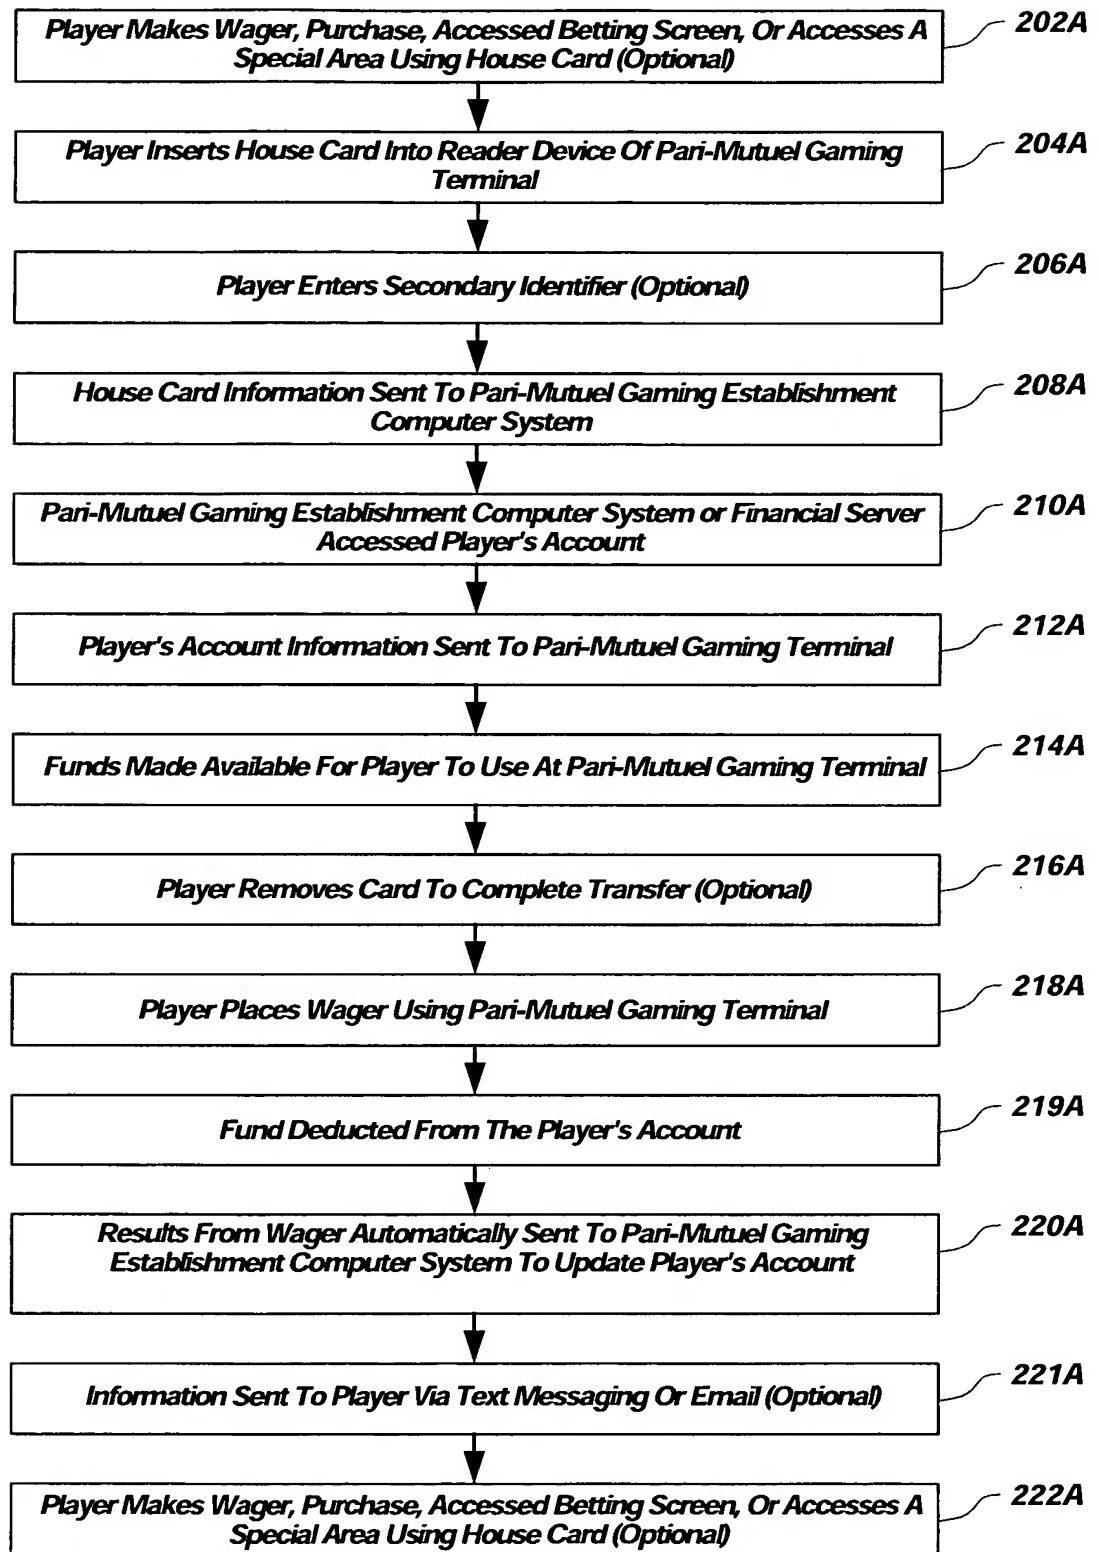 Player Makes Wager, Purchase, Accessed Betting Screen, Or Accesses A
Special Area Using House Card (Optional)
202A
Player Inserts House Card Into Reader Device Of Pari-Mutuel Gaming
Terminal
204A
Player Enters Secondary Identifier (Optional)
206A
House Card Information Sent To Pari-Mutuel Gaming Establishment
Computer System
208A
Pari-Mutuel Gaming Establishment Computer System or Financial Server
Accessed Player's Account
210A
Player's Account Information Sent To Pari-Mutuel Gaming Terminal
212A
Funds Made Available For Player To Use At Pari-Mutuel Gaming Terminal
214A
Player Removes Card To Complete Transfer (Optional)
216A
Player Places Wager Using Pari-Mutuel Gaming Terminal
218A
Fund Deducted From The Player's Account
219A
Results From Wager Automatically Sent To Pari-Mutuel Gaming
Establishment Computer System To Update Player's Account
220A
Information Sent To Player Via Text Messaging Or Email (Optional)
221A
Player Makes Wager, Purchase, Accessed Betting Screen, Or Accesses A
Special Area Using House Card (Optional)
222A